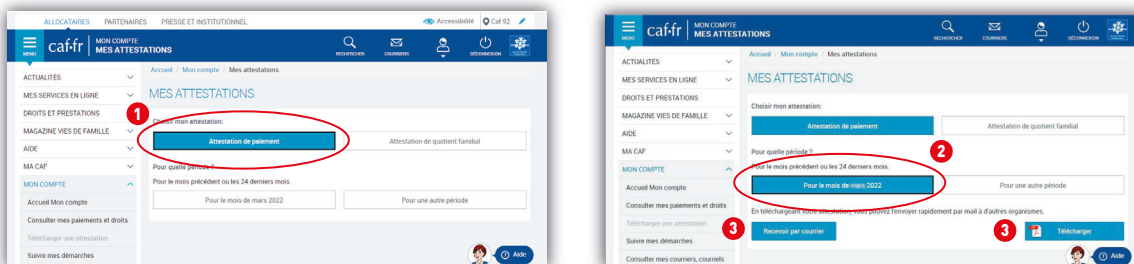 ALLOCATAIRES PARTENAIRES PRESSE ET INSTITUTIONNEL Accessibilité Caf 92
MENU caf•fr MON COMPTE
MES ATTESTATIONS
RECHERCHER COURRIERS DÉCONNEXION
ACTUALITÉS
MES SERVICES EN LIGNE
DROITS ET PRESTATIONS
MAGAZINE VIES DE FAMILLE
AIDE
MA CAF
MON COMPTE
Accueil Mon compte
Consulter mes paiements et droits
Télécharger une attestation
Suivre mes démarches
Accueil / Mon compte / Mes attestations
MES ATTESTATIONS
1
Choisir mon attestation:
Attestation de paiement Attestation de quotient familial
Pour quelle période ?
Pour le mois précédent ou les 24 derniers mois.
Pour le mois de mars 2022 Pour une autre période
Aide
MENU caf•fr MON COMPTE
MES ATTESTATIONS
RECHERCHER COURRIERS DÉCONNEXION
ACTUALITÉS
MES SERVICES EN LIGNE
DROITS ET PRESTATIONS
MAGAZINE VIES DE FAMILLE
AIDE
MA CAF
MON COMPTE
Accueil Mon compte
Consulter mes paiements et droits
Télécharger une attestation
Suivre mes démarches
Consulter mes courriers, courriels
Accueil / Mon compte / Mes attestations
MES ATTESTATIONS
Choisir mon attestation:
Attestation de paiement Attestation de quotient familial
2
Pour quelle période ?
Pour le mois précédent ou les 24 derniers mois.
Pour le mois de mars 2022 Pour une autre période
En téléchargeant votre attestation, vous pouvez l'envoyer rapidement par mail à d'autres organismes.
3 Recevoir par courrier 3 Télécharger
Aide